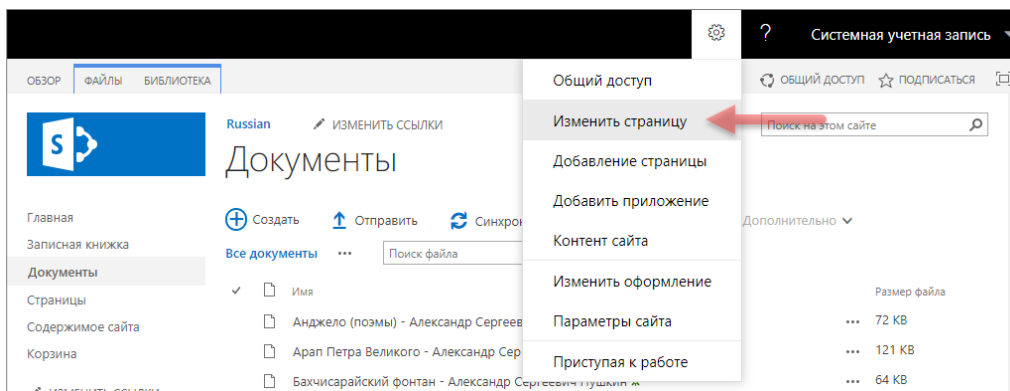 ? Системная учетная запись
ОБЗОР ФАЙЛЫ БИБЛИОТЕКА
ОБЩИЙ ДОСТУП ПОДПИСАТЬСЯ
Общий доступ
Изменить страницу
Добавление страницы
Добавить приложение
Контент сайта
Изменить оформление
Параметры сайта
Приступая к работе
S
Russian ИЗМЕНИТЬ ССЫЛКИ
Поиск на этом сайте
Документы
Главная
Записная книжка
Документы
Страницы
Содержимое сайта
Корзина
ИЗМЕНИТЬ ССЫЛКИ
Создать Отправить Синхрон
Дополнительно
Все документы ••• Поиск файла
Имя Размер файла
Анджело (поэмы) - Александр Сергеев ••• 72 KB
Арап Петра Великого - Александр Сер ••• 121 KB
Бахчисарайский фонтан - Александр Сергеевич Пушкин ••• 64 KB